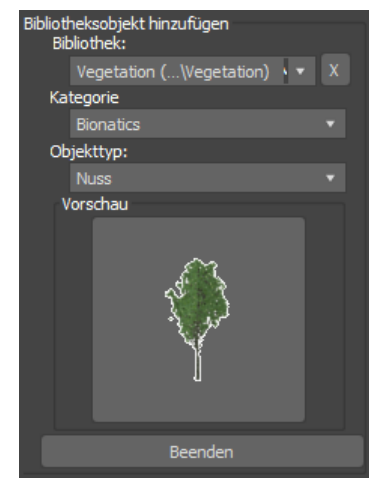 Bibliotheksobjekt hinzufügen
Bibliothek:
Vegetation (...\Vegetation)
X
Kategorie
Bionatics
Objekttyp:
Nuss
Vorschau
Beenden